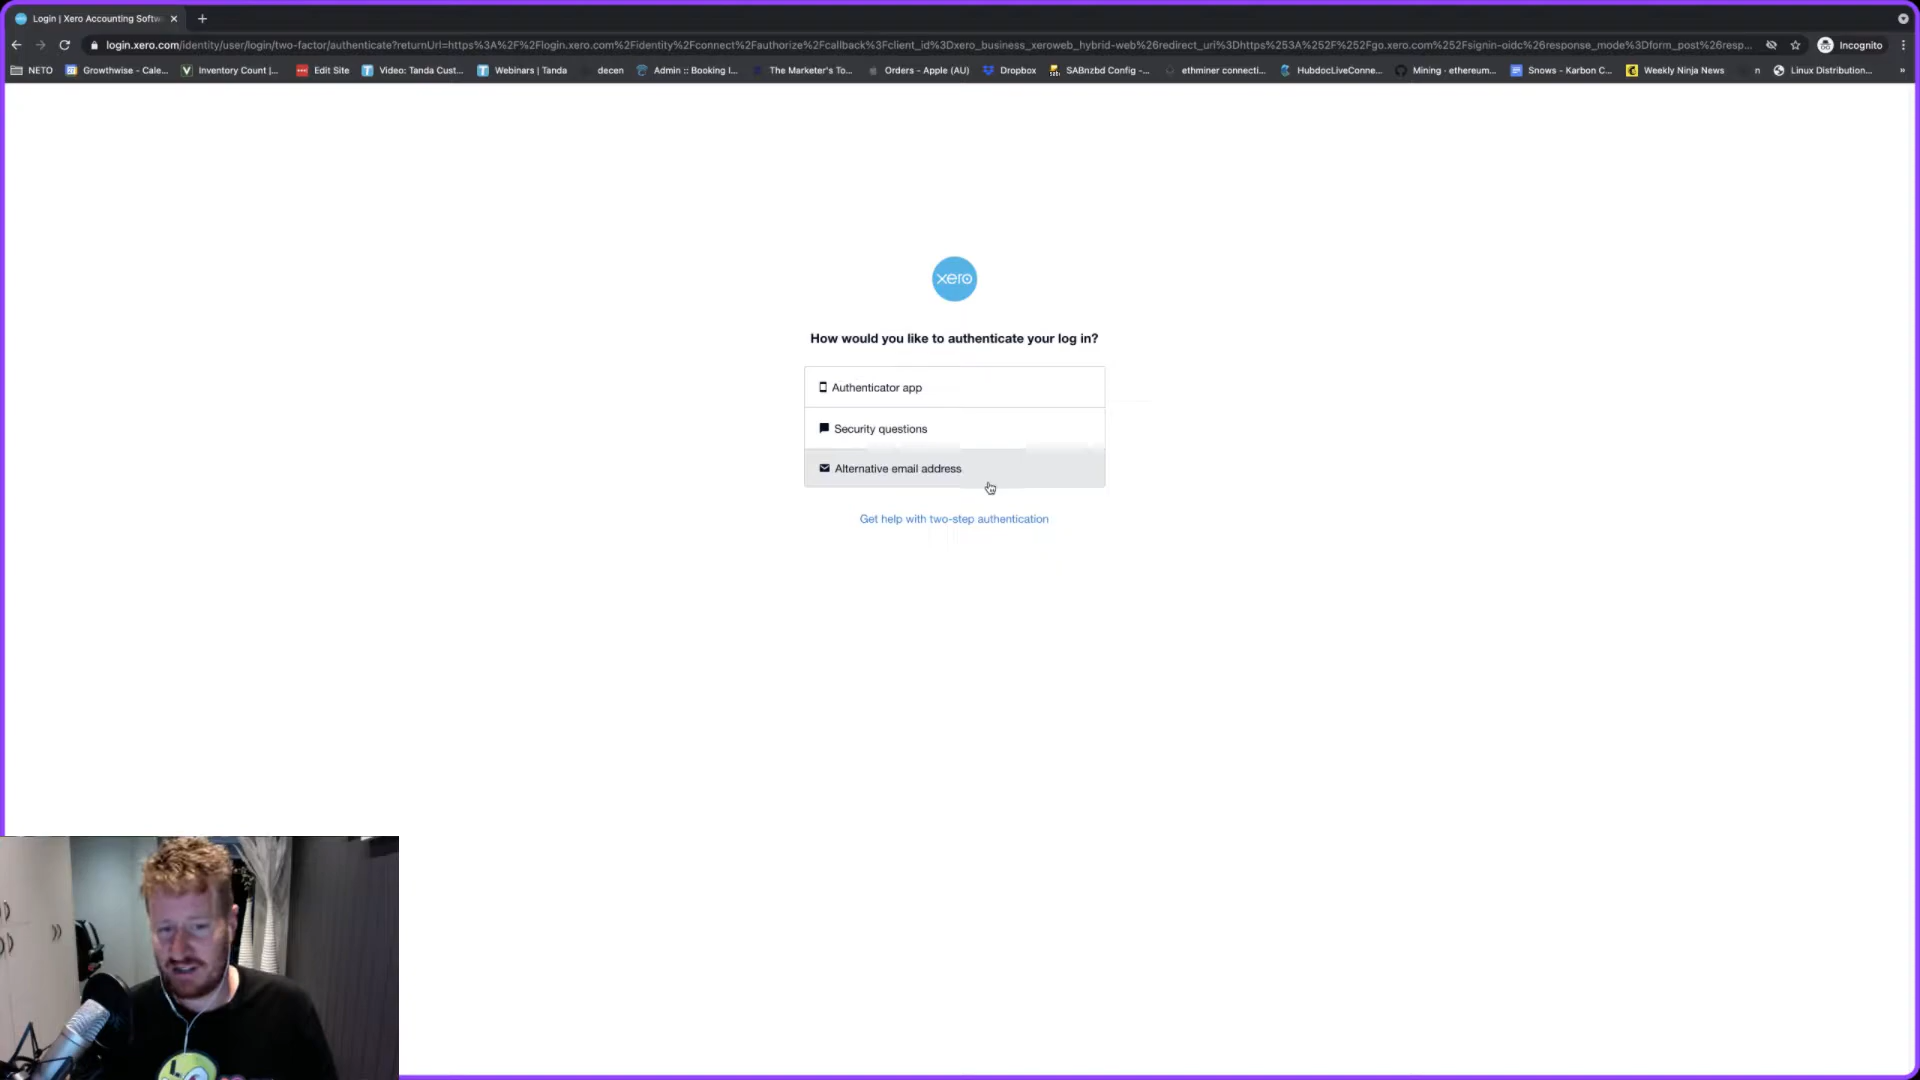 Login | Xero Accounting Softw
login.xero.com/identity/user/login/two-factor/authenticate?returnUrl=https%3A%2F%2Flogin.xero.com%2Fidentity%2Fconnect%2Fauthorize%2Fcallback%3Fclient_id%3Dxero_business_xeroweb_hybrid-web%26redirect_uri%3Dhttps%253A%252F%252Fgo.xero.com%252Fsignin-oidc%26response_mode%3Dform_post%26resp... Incognito
NETO Growthwise - Cale... Inventory Count |... Edit Site Video: Tanda Cust... Webinars | Tanda decen Admin :: Booking I... The Marketer's To... Orders - Apple (AU) Dropbox SABnzbd Config -... ethminer connecti... HubdocLiveConne... Mining · ethereum... Snows - Karbon C... Weekly Ninja News n Linux Distribution... »
xero
How would you like to authenticate your log in?
Authenticator app
Security questions
Alternative email address
Get help with two-step authentication